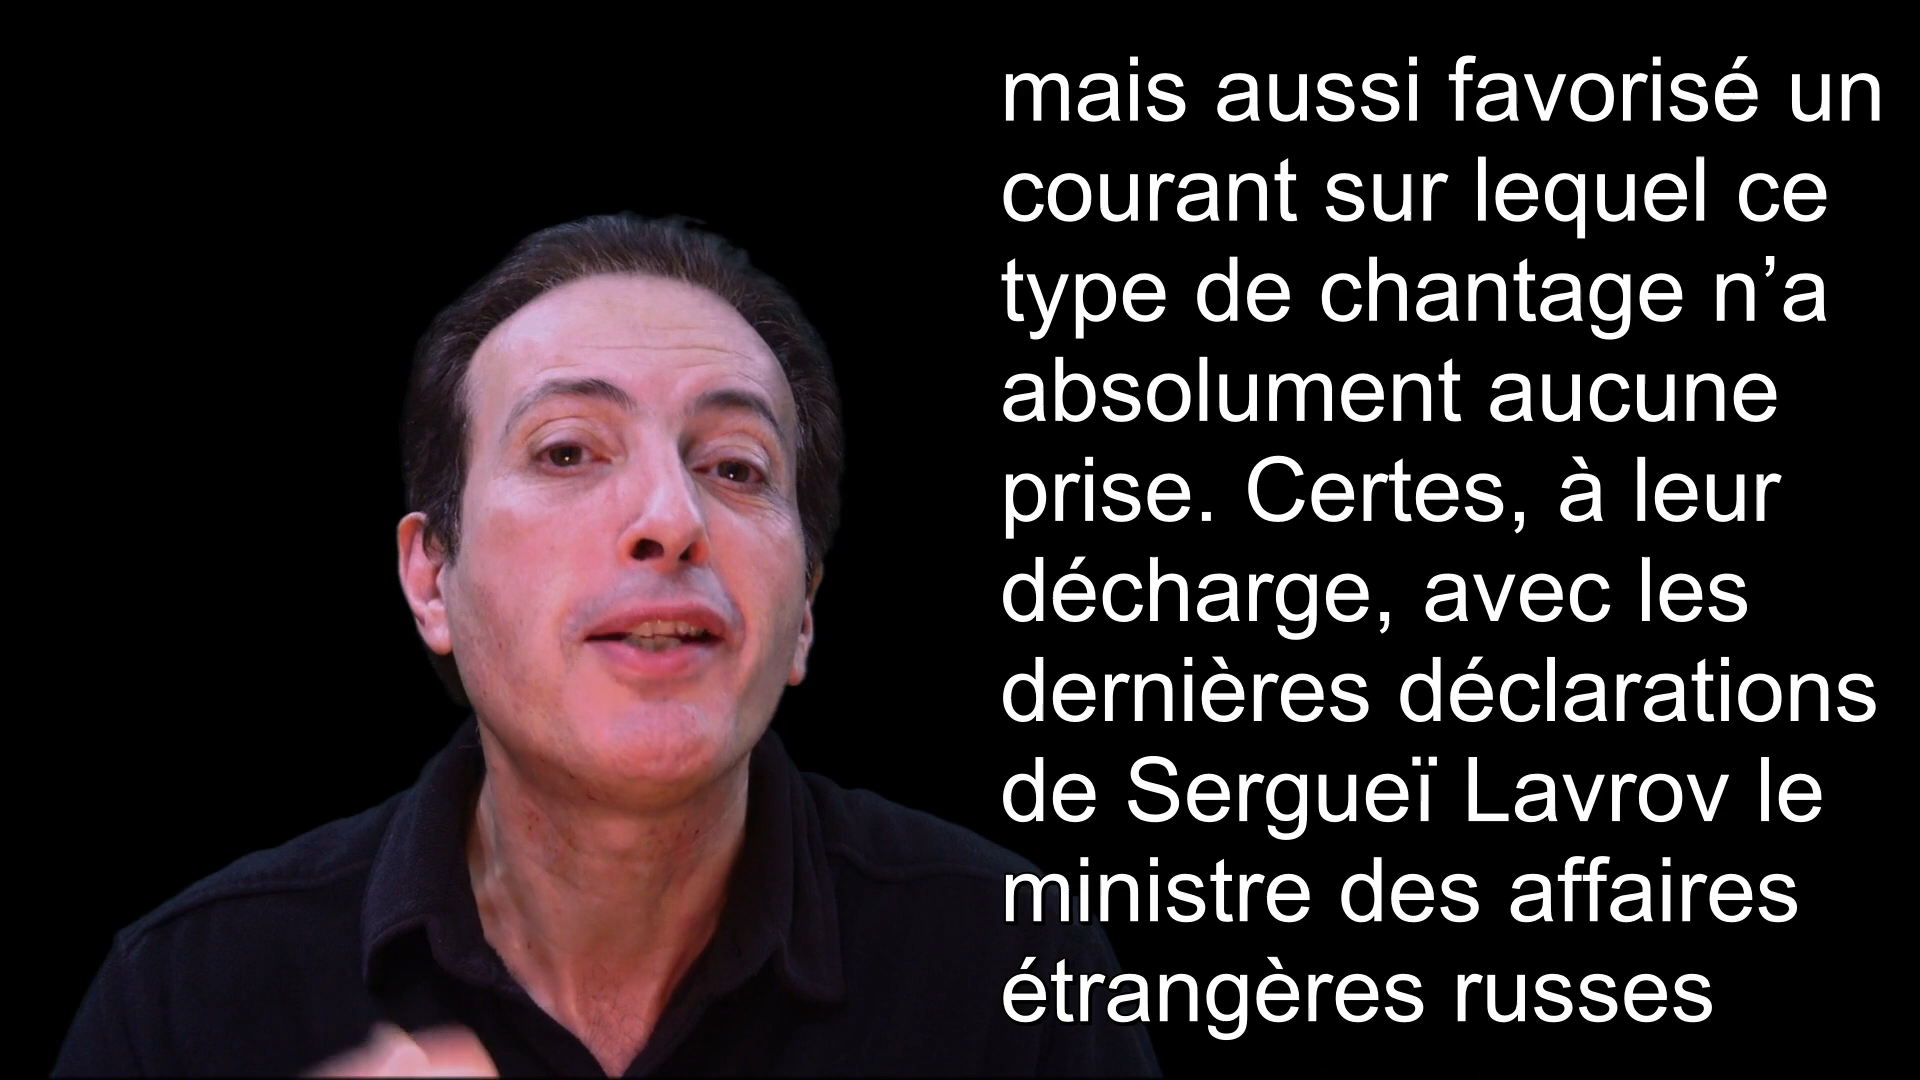 mais aussi favorisé un
courant sur lequel ce
type de chantage n’a
absolument aucune
prise. Certes, à leur
décharge, avec les
dernières déclarations
de Sergueï Lavrov le
ministre des affaires
étrangères russes